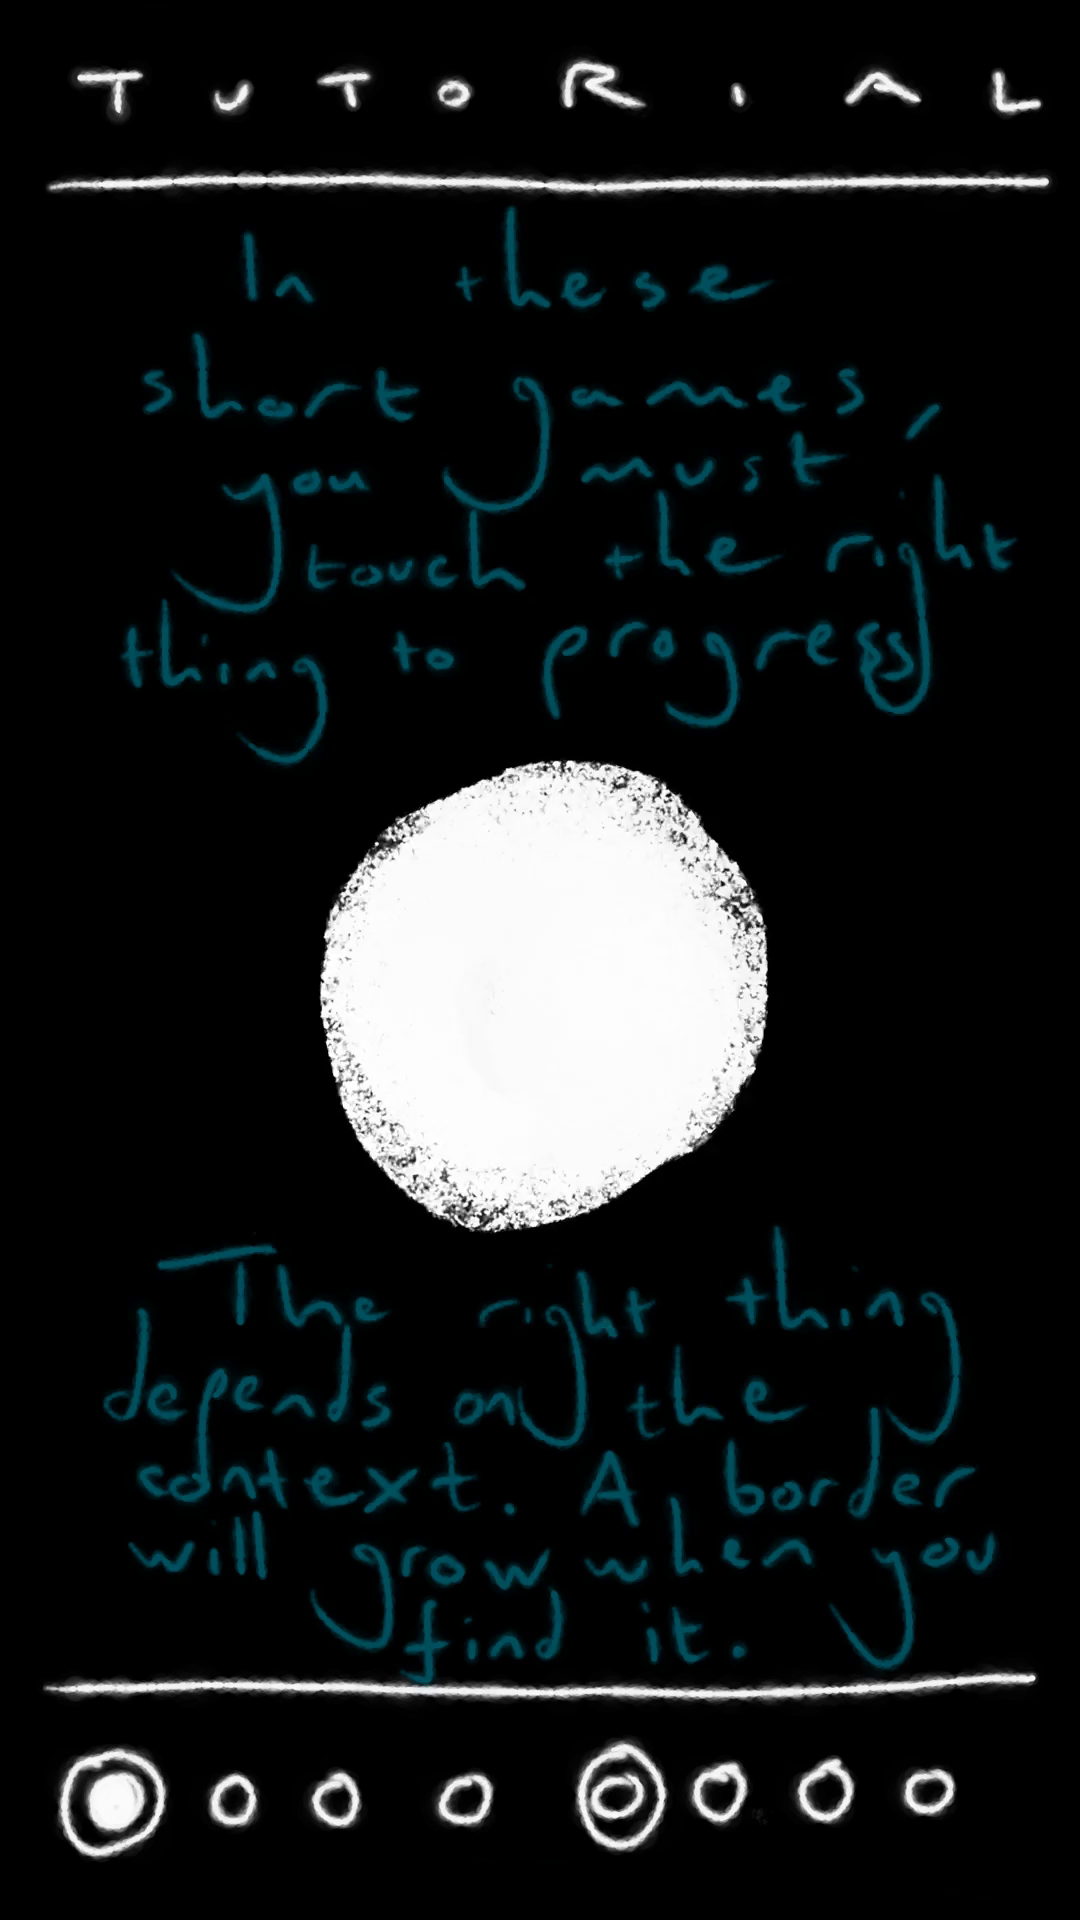 TUTORIAL
In these
short games,
you must
touch the right
thing to progress
The right thing
depends on the
context. A border
will grow when you
find it.